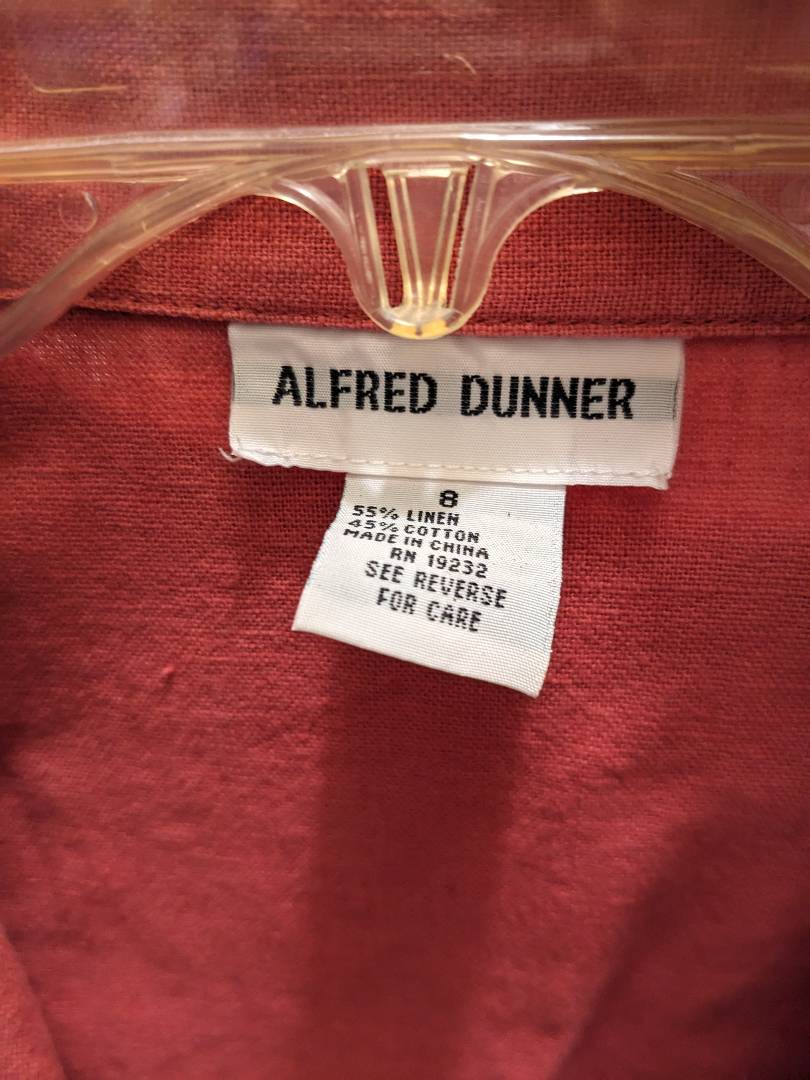 ALFRED DUNNER
8
55% LINEN
45% COTTON
MADE IN CHINA
RN 19232
SEE REVERSE
FOR CARE